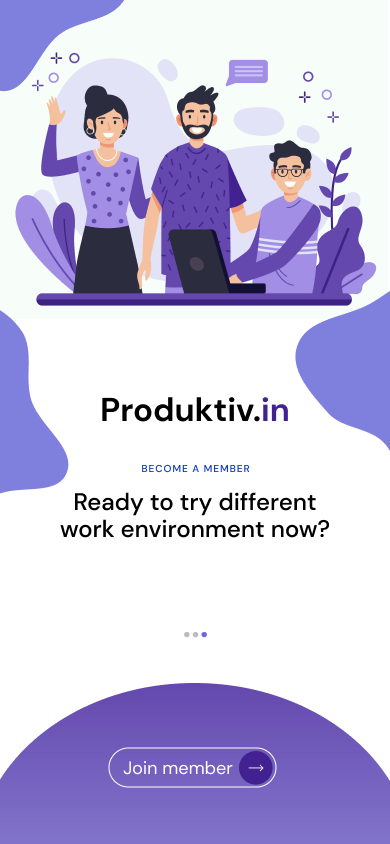 Produktiv.in
BECOME A MEMBER
Ready to try different
work environment now?
Join member